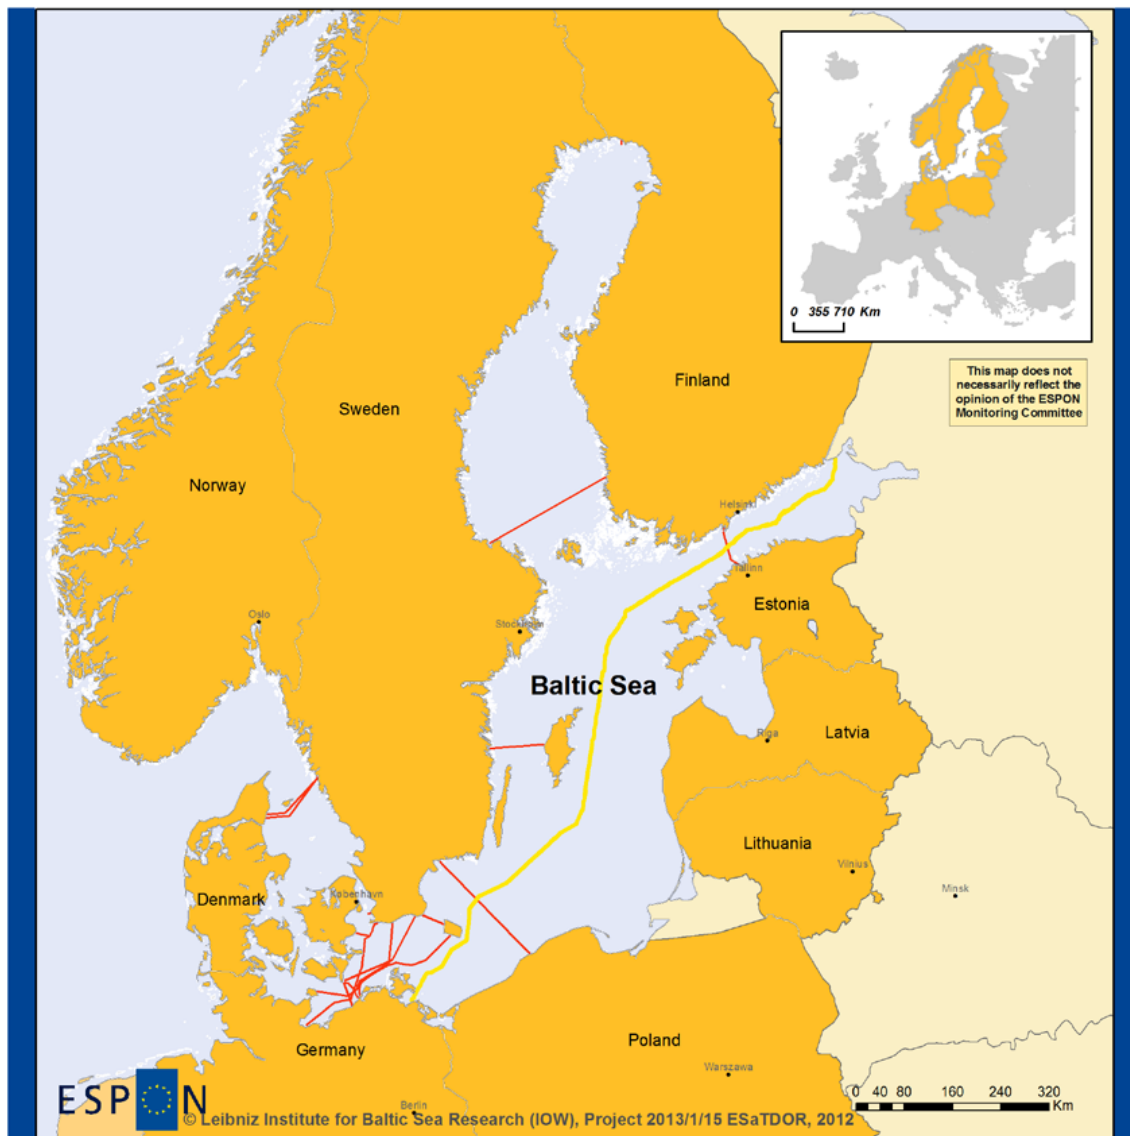 0 355 710 Km
This map does not
necessarily reflect the
opinion of the ESPON
Monitoring Committee
Finland
Sweden
Norway
Helsinki
Tallinn
Estonia
Oslo
Stockholm
Baltic Sea
Riga
Latvia
Lithuania
Vilnius
Denmark
København
Minsk
Germany
Poland
Warszawa
0 40 80 160 240 320
Km
ESPON
Berlin
© Leibniz Institute for Baltic Sea Research (IOW), Project 2013/1/15 ESaTDOR, 2012